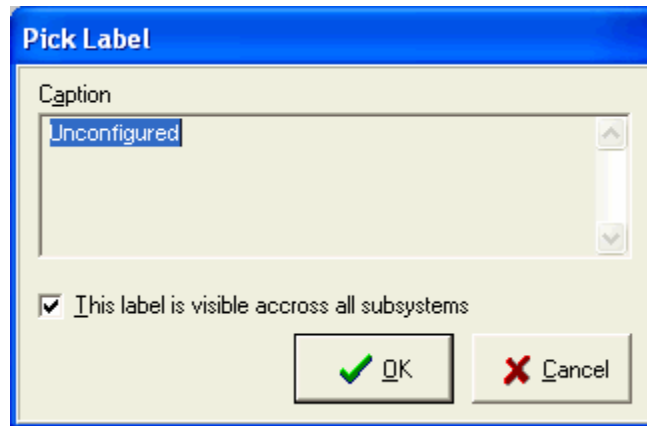 Pick Label
Caption
Unconfigured
This label is visible accross all subsystems
OK
Cancel